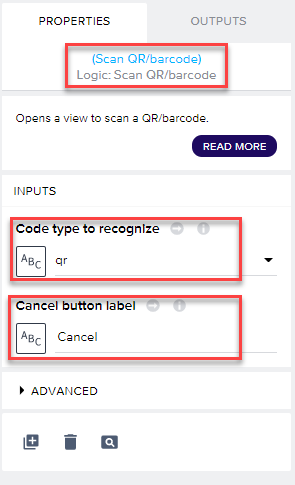 PROPERTIES OUTPUTS
(Scan QR/barcode)
Logic: Scan QR/barcode
Opens a view to scan a QR/barcode.
READ MORE
INPUTS
Code type to recognize
ABC qr
Cancel button label
ABC Cancel
ADVANCED